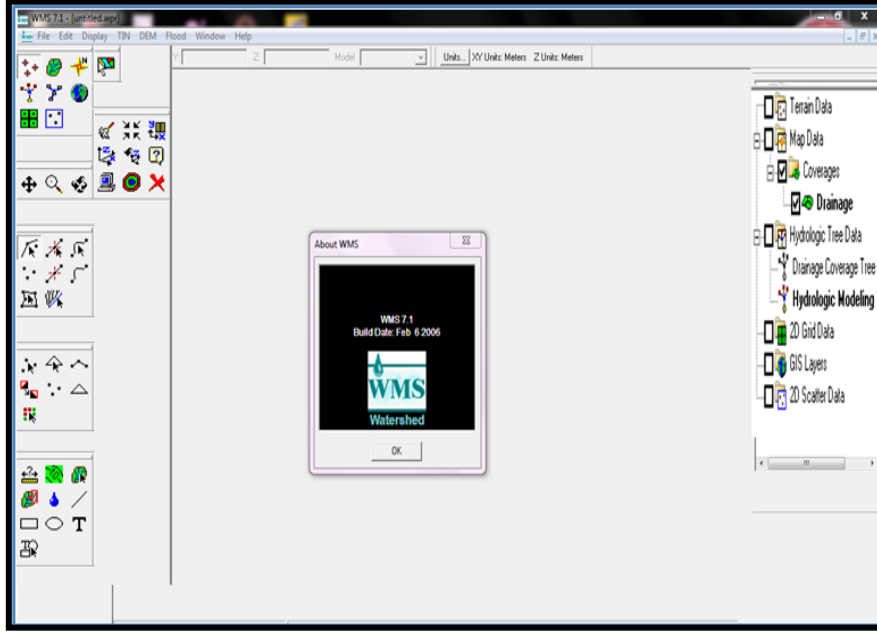 WMS 7.1 - [untitled.wpr]
File Edit Display TIN DEM Flood Window Help
Y: Z: Model Units... XY Units: Meters Z Units: Meters
Terrain Data
Map Data
Coverages
Drainage
Hydrologic Tree Data
Drainage Coverage Tree
Hydrologic Modeling
2D Grid Data
GIS Layers
2D Scatter Data
About WMS
WMS 7.1
Build Date: Feb 6 2006
WMS
Watershed
OK